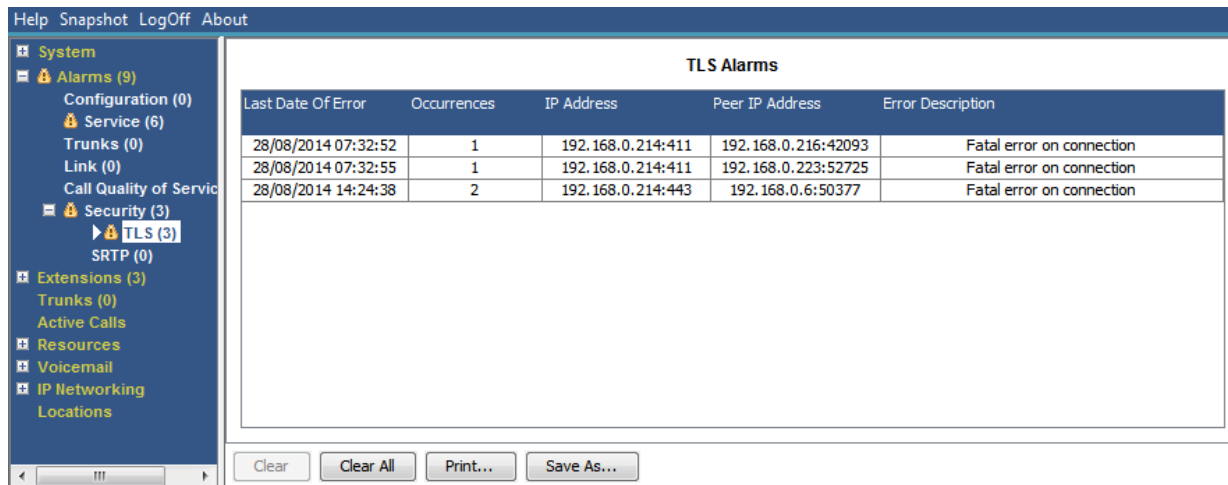 Help Snapshot LogOff About
System
Alarms (9)
Configuration (0)
Service (6)
Trunks (0)
Link (0)
Call Quality of Servic
Security (3)
TLS (3)
SRTP (0)
Extensions (3)
Trunks (0)
Active Calls
Resources
Voicemail
IP Networking
Locations
TLS Alarms
Last Date Of Error Occurrences IP Address Peer IP Address Error Description
28/08/2014 07:32:52 1 192.168.0.214:411 192.168.0.216:42093 Fatal error on connection
28/08/2014 07:32:55 1 192.168.0.214:411 192.168.0.223:52725 Fatal error on connection
28/08/2014 14:24:38 2 192.168.0.214:443 192.168.0.6:50377 Fatal error on connection
Clear Clear All Print... Save As...